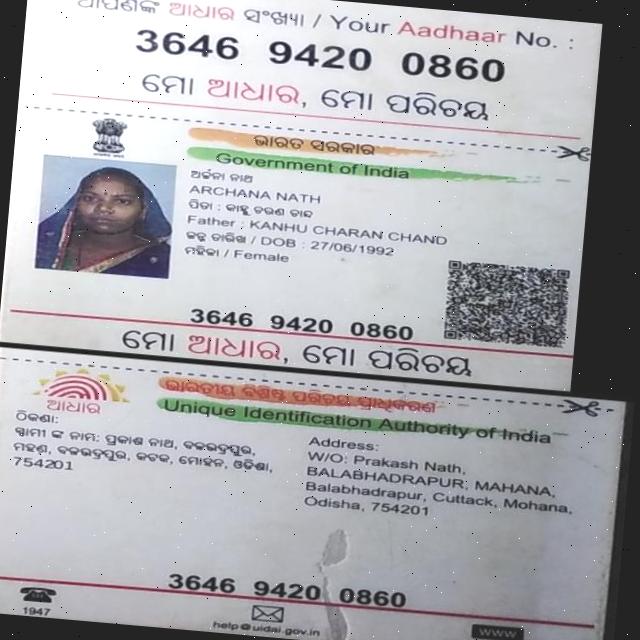 ଆପଣଙ୍କ ଆଧାର ସଂଖ୍ୟା / Your Aadhaar No. :
3646 9420 0860
ମୋ ଆଧାର, ମୋ ପରିଚୟ
ଭାରତ ସରକାର
Government of India
ଅର୍ଚ୍ଚନା ନାଥ
ARCHANA NATH
ପିତା : କାହ୍ନୁ ଚରଣ ଚାନ୍ଦ
Father : KANHU CHARAN CHAND
ଜନ୍ମ ତାରିଖ / DOB : 27/06/1992
ମହିଳା / Female
3646 9420 0860
ମୋ ଆଧାର, ମୋ ପରିଚୟ
ଭାରତୀୟ ବିଶିଷ୍ଟ ପରିଚୟ ପ୍ରାଧିକରଣ
Unique Identification Authority of India
ଆଧାର
ଠିକଣା:
ସ୍ୱାମୀ ଙ୍କ ନାମ: ପ୍ରକାଶ ନାଥ, ବଳଭଦ୍ରପୁର,
ମହଣା, ବଳଭଦ୍ରପୁର, କଟକ, ମୋହନା, ଓଡ଼ିଶା,
754201
Address:
W/O: Prakash Nath,
BALABHADRAPUR, MAHANA,
Balabhadrapur, Cuttack, Mohana,
Odisha, 754201
3646 9420 0860
1947
help@uidai.gov.in
www